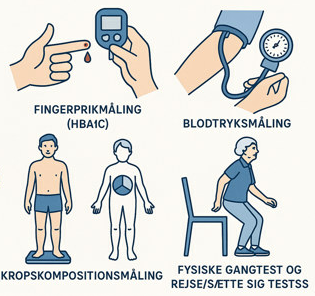 FINGERPRIKMÅLING
(HBA1C)
BLODTRYKSMÅLING
KROPSKOMPOSITIONSMÅLING
FYSISKE GANGTEST OG
REJSE/SÆTTE SIG TESTSS